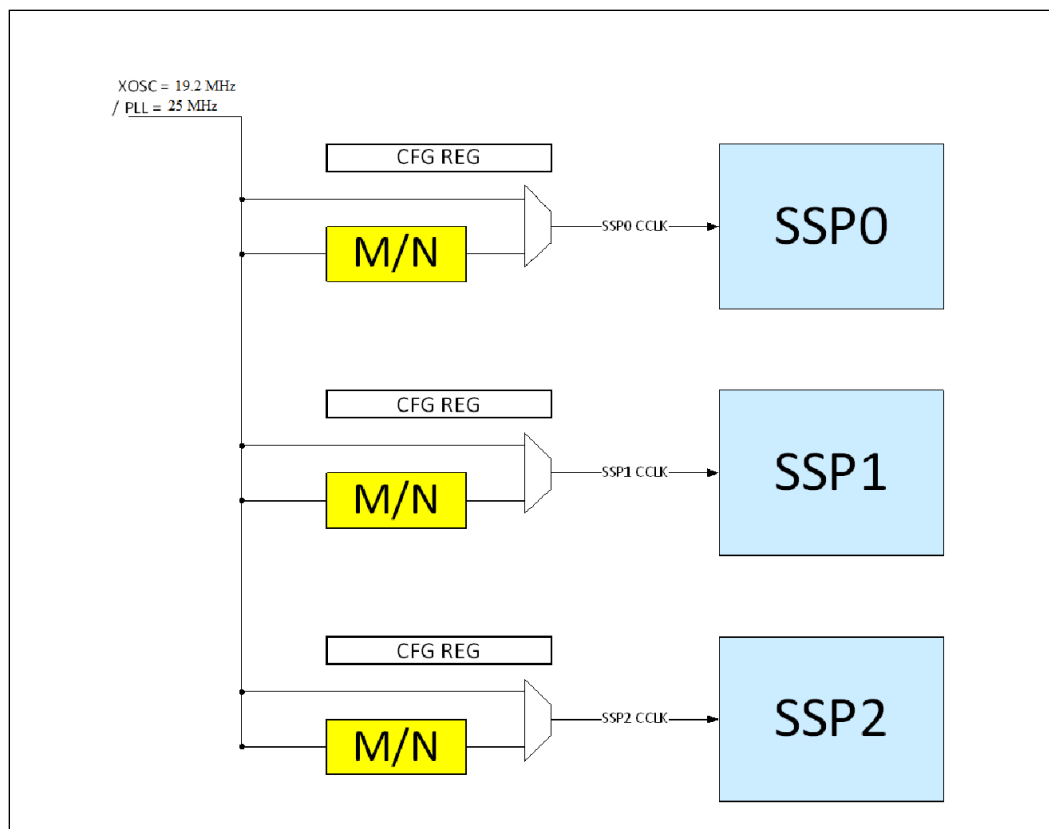 XOSC = 19.2 MHz
/ PLL = 25 MHz
CFG REG
M/N
SSP0 CCLK
SSP0
CFG REG
M/N
SSP1 CCLK
SSP1
CFG REG
M/N
SSP2 CCLK
SSP2